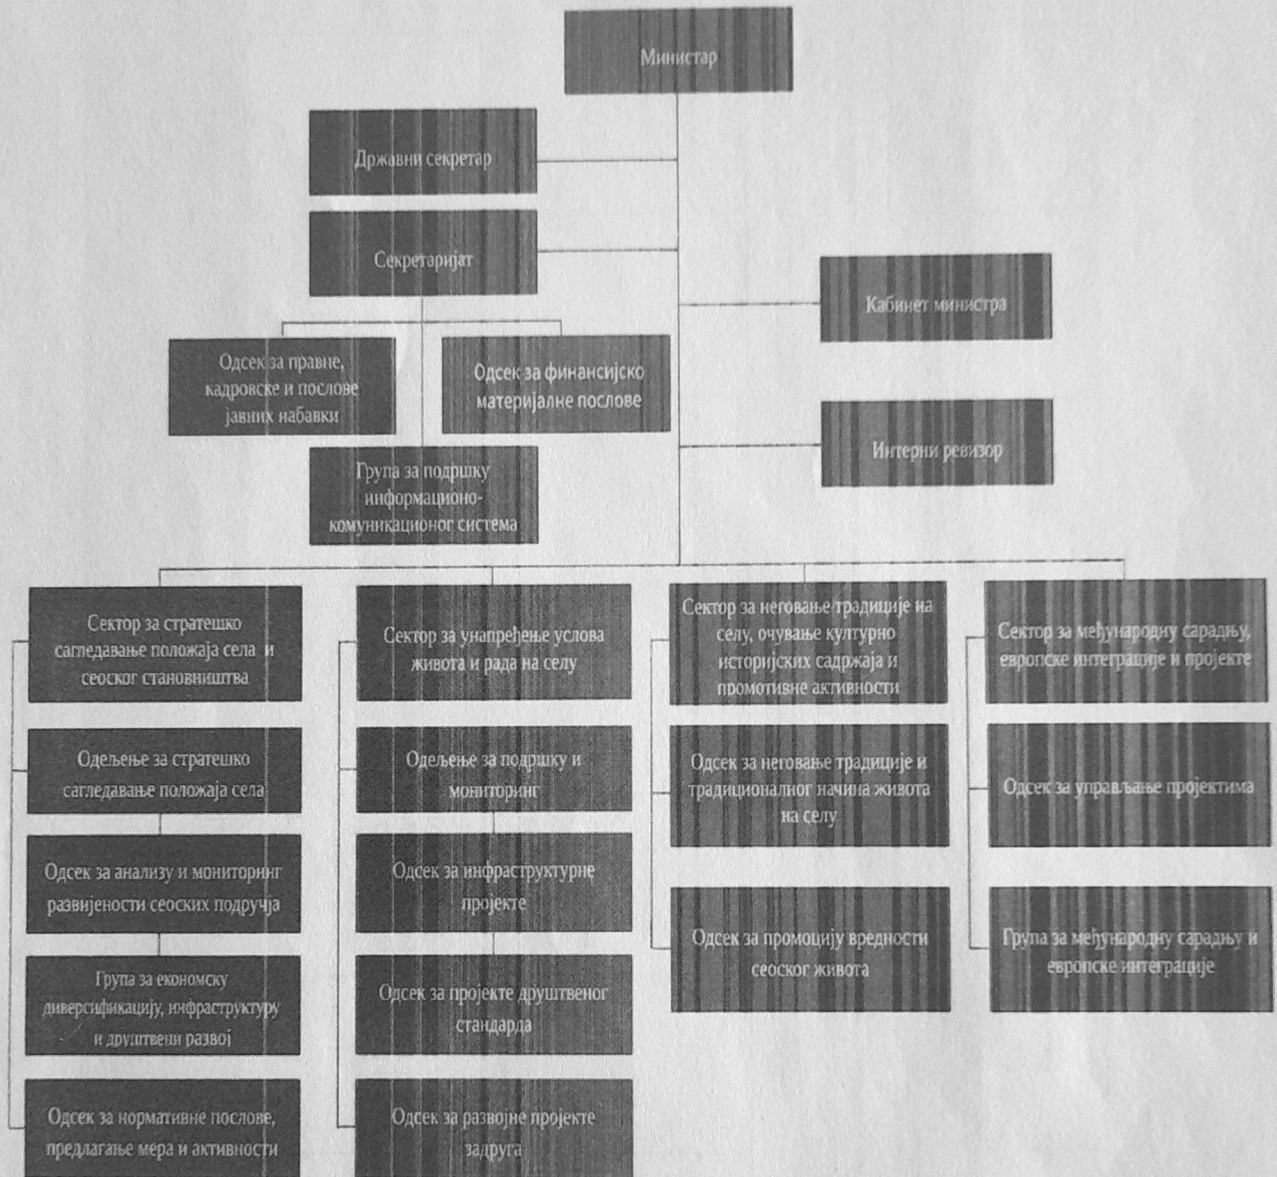 Министар
Државни секретар
Секретаријат
Кабинет министра
Одсек за правне,
кадровске и послове
јавних набавки
Одсек за финансијско
материјалне послове
Интерни ревизор
Група за подршку
информационо-
комуникационог система
Сектор за стратешко
сагледавање положаја села и
сеоског становништва
Одељење за стратешко
сагледавање положаја села
Одсек за анализу и мониторинг
развијености сеоских подручја
Група за економску
диверсификацију, инфраструктуру
и друштвени развој
Одсек за нормативне послове,
предлагање мера и активности
Сектор за унапређење услова
живота и рада на селу
Одељење за подршку и
мониторинг
Одсек за инфраструктурне
пројекте
Одсек за пројекте друштвеног
стандарда
Одсек за развојне пројекте
задруга
Сектор за неговање традиције на
селу, очување културно
историјских садржаја и
промотивне активности
Одсек за неговање традиције и
традиционалног начина живота
на селу
Одсек за промоцију вредности
сеоског живота
Сектор за међународну сарадњу,
европске интеграције и пројекте
Одсек за управљање пројектима
Група за међународну сарадњу и
европске интеграције